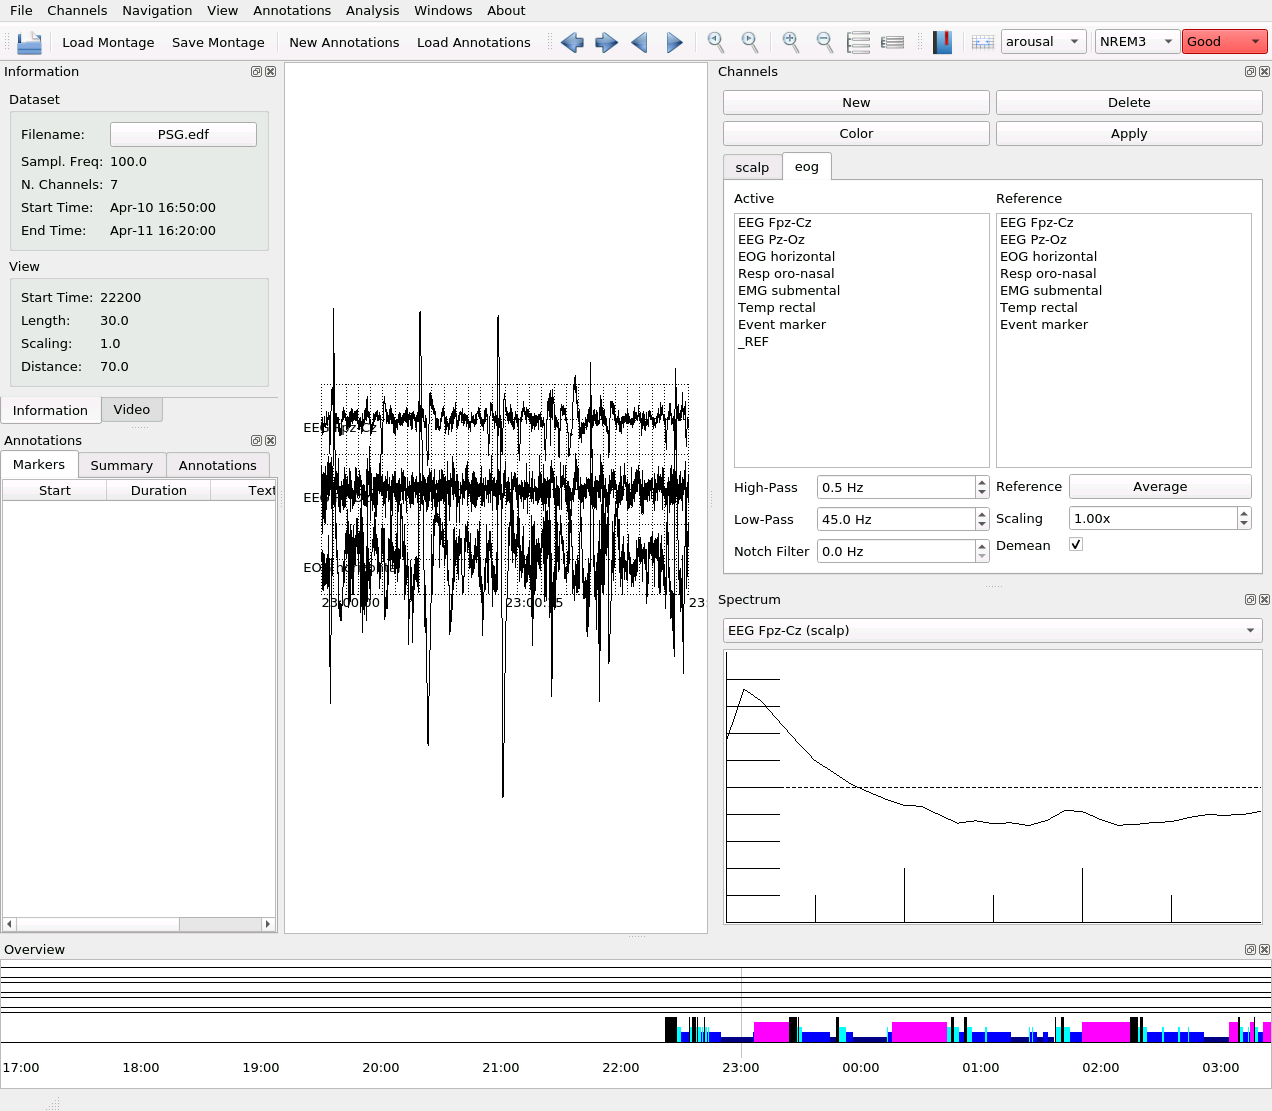 File Channels Navigation View Annotations Analysis Windows About
Load Montage Save Montage New Annotations Load Annotations arousal NREM3 Good
Information
Dataset
Filename: PSG.edf
Sampl. Freq: 100.0
N. Channels: 7
Start Time: Apr-10 16:50:00
End Time: Apr-11 16:20:00
View
Start Time: 22200
Length: 30.0
Scaling: 1.0
Distance: 70.0
Information Video
Annotations
Markers Summary Annotations
Start Duration Text
EEG Fpz-Cz
23:00:00 23:00:15 23:
Channels
New Delete
Color Apply
scalp eog
Active Reference
EEG Fpz-Cz EEG Fpz-Cz
EEG Pz-Oz EEG Pz-Oz
EOG horizontal EOG horizontal
Resp oro-nasal Resp oro-nasal
EMG submental EMG submental
Temp rectal Temp rectal
Event marker Event marker
_REF
High-Pass 0.5 Hz Reference Average
Low-Pass 45.0 Hz Scaling 1.00x
Notch Filter 0.0 Hz Demean
Spectrum
EEG Fpz-Cz (scalp)
Overview
17:00 18:00 19:00 20:00 21:00 22:00 23:00 00:00 01:00 02:00 03:00